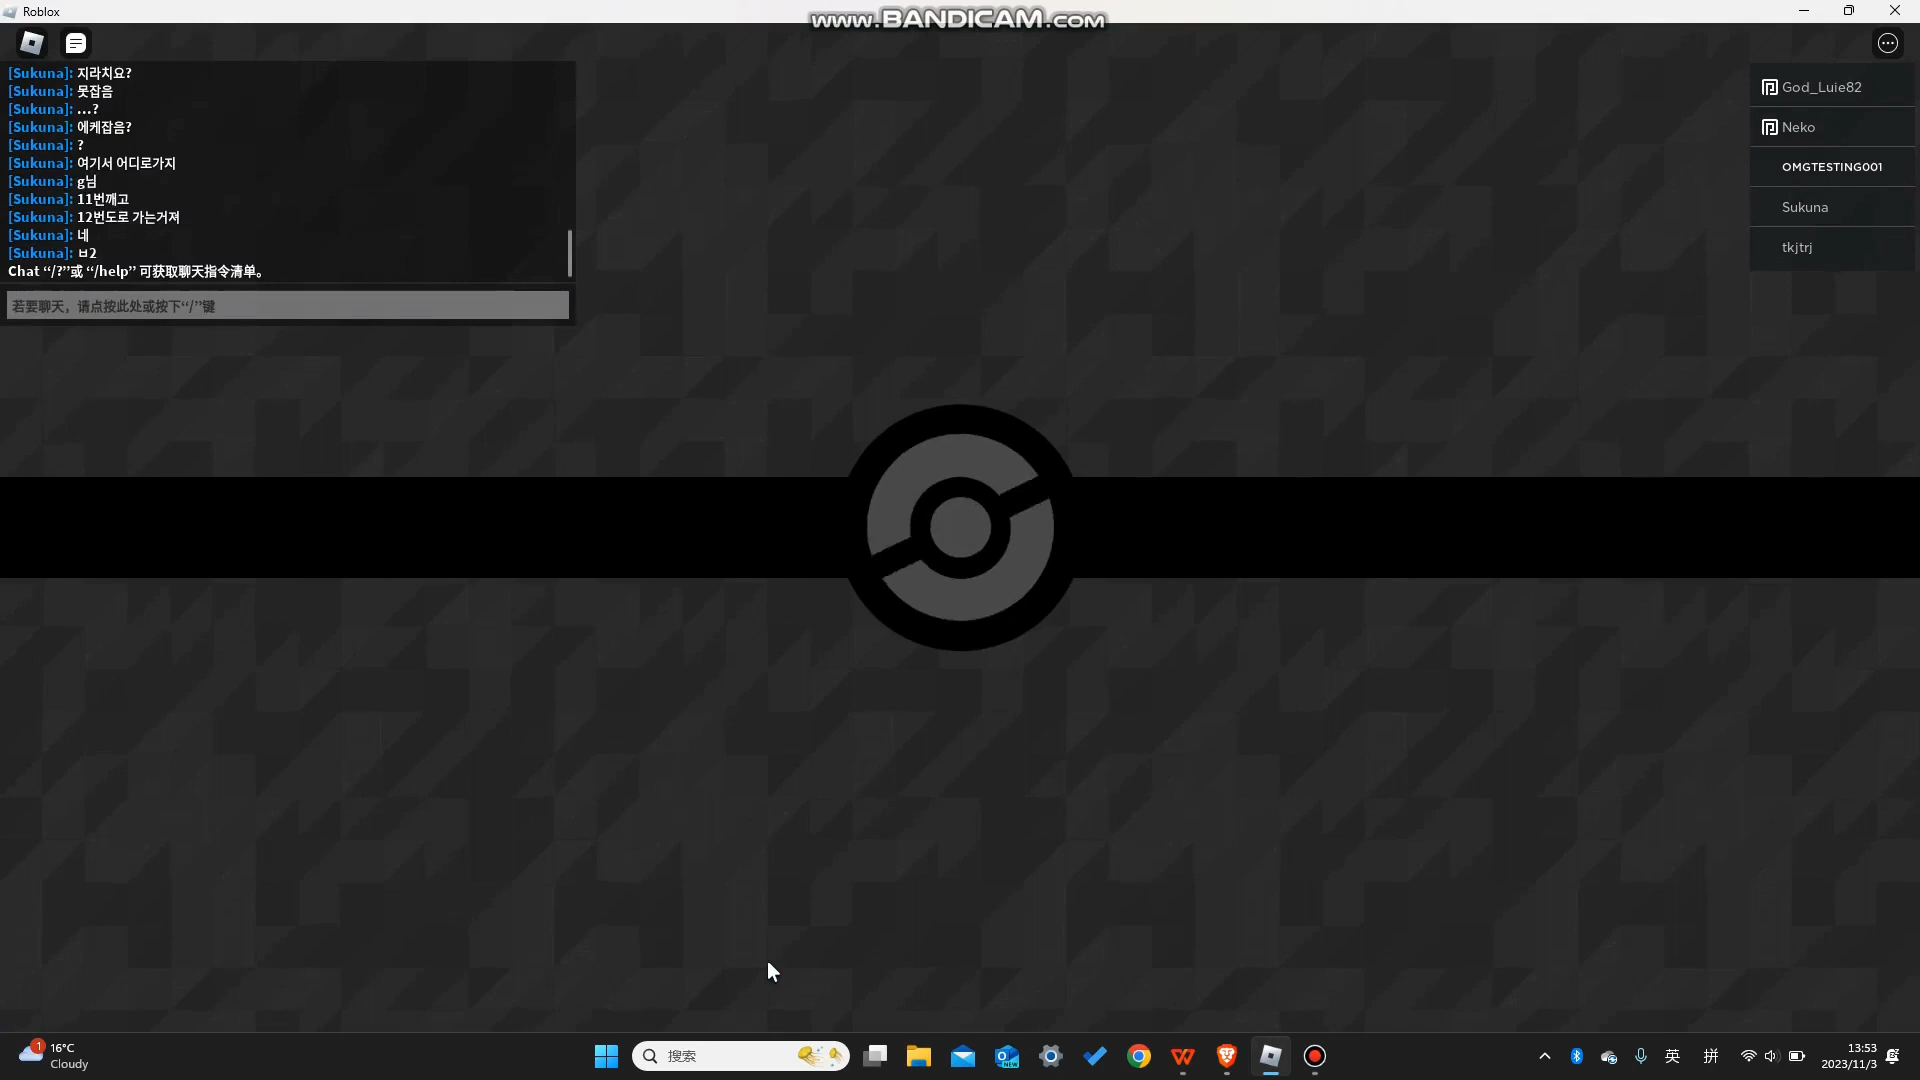 Roblox
www.BANDICAM.com
[Sukuna]: 지라치요?
[Sukuna]: 못잡음
[Sukuna]: ...?
[Sukuna]: 에케잡음?
[Sukuna]: ?
[Sukuna]: 여기서 어디로가지
[Sukuna]: g님
[Sukuna]: 11번깨고
[Sukuna]: 12번도로 가는거져
[Sukuna]: 네
[Sukuna]: ㅂ2
Chat “/?”或 “/help” 可获取聊天指令清单。
若要聊天，请点按此处或按下“/”键
God_Luie82
Neko
OMGTESTING001
Sukuna
tkjtrj
1
16°C
Cloudy
搜索
NEW
英
拼
13:53
2023/11/3